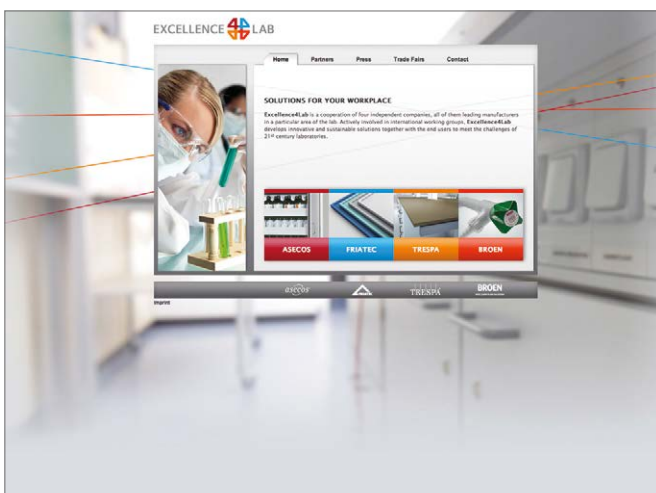 EXCELLENCE 4 LAB
Home Partners Press Trade Fairs Contact
SOLUTIONS FOR YOUR WORKPLACE
Excellence4Lab is a cooperation of four independent companies, all of them leading manufacturers
in a particular area of the lab. Actively involved in international working groups, Excellence4Lab
develops innovative and sustainable solutions together with the end users to meet the challenges of
21st century laboratories.
ASECOS FRIATEC TRESPA BROEN
asecos TRESPA BROEN
Imprint